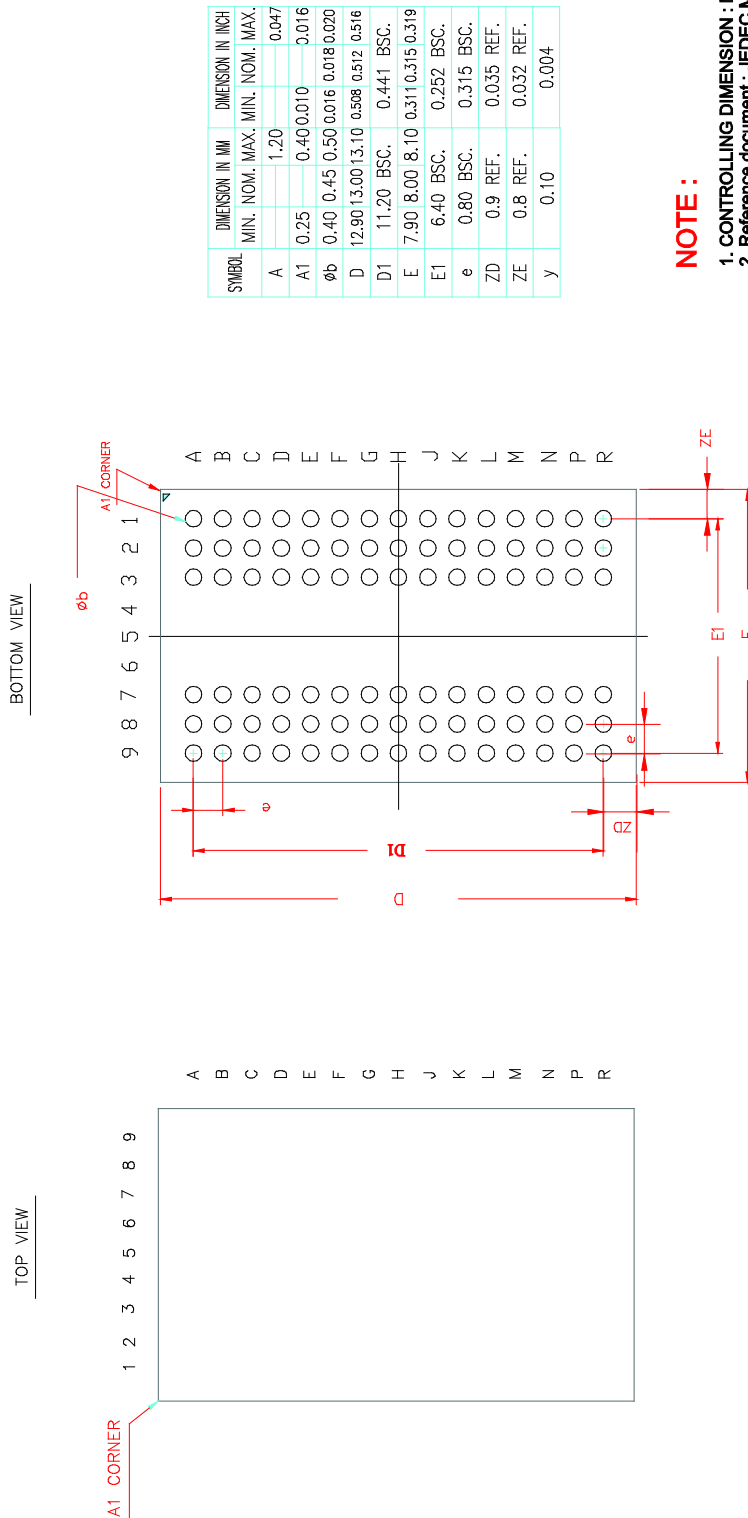 TOP VIEW
A1 CORNER
1 2 3 4 5 6 7 8 9
A
B
C
D
E
F
G
H
J
K
L
M
N
P
R
BOTTOM VIEW
Øb
A1 CORNER
9 8 7 6 5 4 3 2 1
A
B
C
D
E
F
G
H
J
K
L
M
N
P
R
e
D1
D
ZD
e
E1
E
ZE
SYMBOL DIMENSION IN MM DIMENSION IN INCH
MIN. NOM. MAX. MIN. NOM. MAX.
A 1.20 0.047
A1 0.25 0.40 0.010 0.016
Øb 0.40 0.45 0.50 0.016 0.018 0.020
D 12.90 13.00 13.10 0.508 0.512 0.516
D1 11.20 BSC. 0.441 BSC.
E 7.90 8.00 8.10 0.311 0.315 0.319
E1 6.40 BSC. 0.252 BSC.
e 0.80 BSC. 0.315 BSC.
ZD 0.9 REF. 0.035 REF.
ZE 0.8 REF. 0.032 REF.
y 0.10 0.004
NOTE :
1. CONTROLLING DIMENSION :
2. Reference document : JEDEC